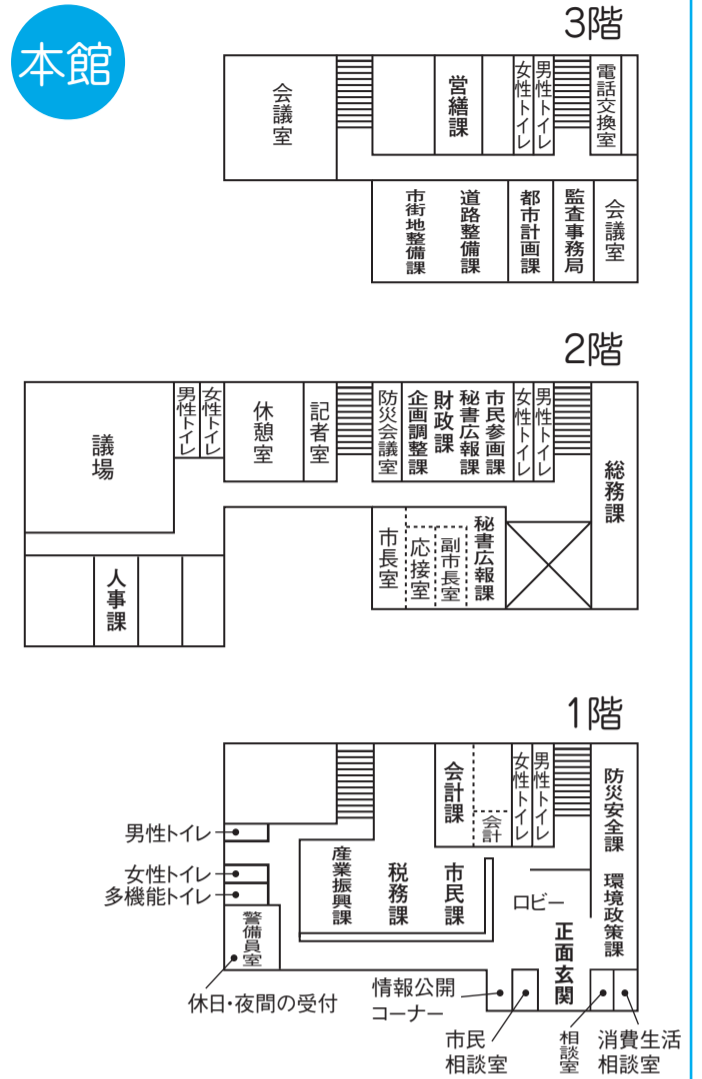 本館
3階
会議室
営繕課
女性トイレ
男性トイレ
電話交換室
市街地整備課
道路整備課
都市計画課
監査事務局
会議室
2階
議場
男性トイレ
女性トイレ
休憩室
記者室
防災会議室
企画調整課
財政課
秘書広報課
市民参画課
女性トイレ
男性トイレ
総務課
人事課
市長室
応接室
副市長室
秘書広報課
1階
会計課
会計
女性トイレ
男性トイレ
防災安全課
男性トイレ
女性トイレ
多機能トイレ
産業振興課
税務課
市民課
ロビー
環境政策課
警備員室
正面玄関
休日・夜間の受付
情報公開
コーナー
市民
相談室
相談室
消費生活
相談室